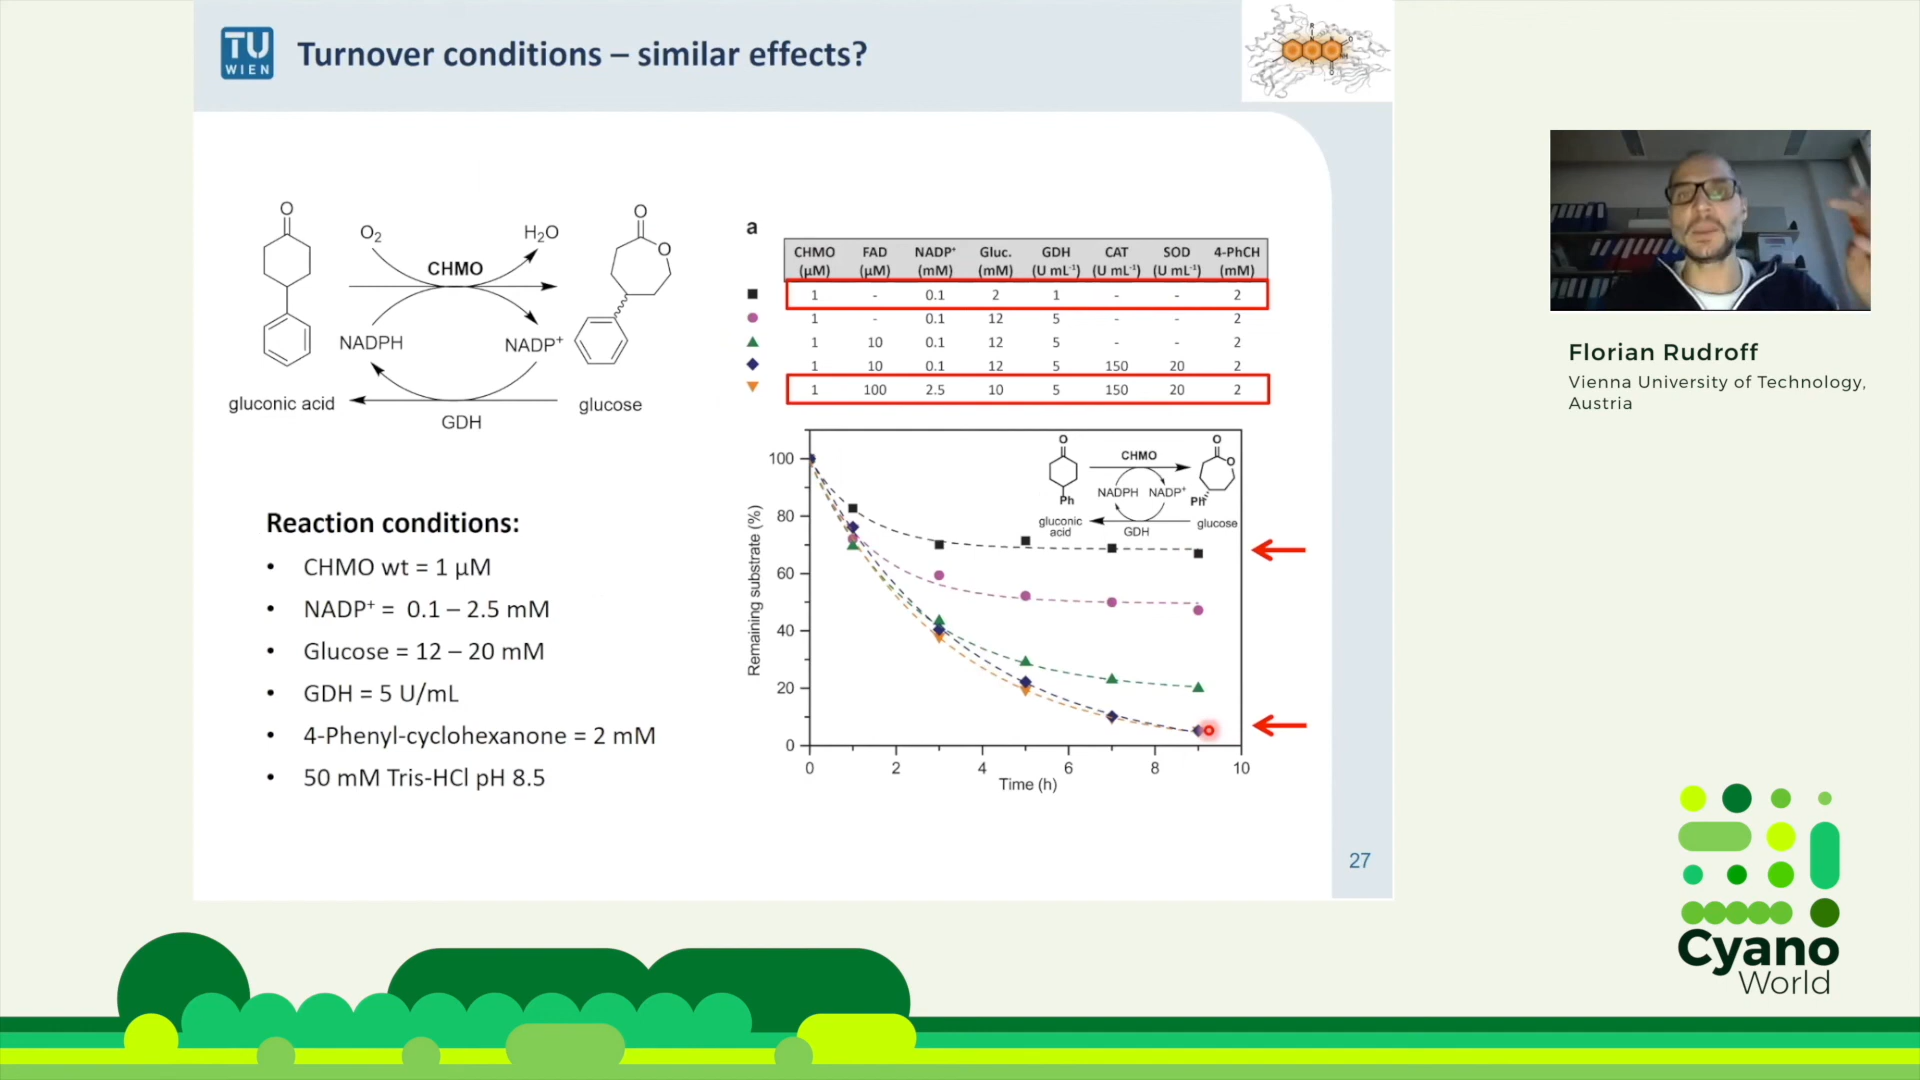 TU
WIEN
Turnover conditions – similar effects?
O
O₂
H₂O
O
O
CHMO
NADPH
NADP⁺
gluconic acid
glucose
GDH
Reaction conditions:
• CHMO wt = 1 µM
• NADP⁺ = 0.1 – 2.5 mM
• Glucose = 12 – 20 mM
• GDH = 5 U/mL
• 4-Phenyl-cyclohexanone = 2 mM
• 50 mM Tris-HCl pH 8.5
a
CHMO (µM) FAD (µM) NADP⁺ (mM) Gluc. (mM) GDH (U mL⁻¹) CAT (U mL⁻¹) SOD (U mL⁻¹) 4-PhCH (mM)
1 - 0.1 2 1 - - 2
1 - 0.1 12 5 - - 2
1 10 0.1 12 5 - - 2
1 10 0.1 12 5 150 20 2
1 100 2.5 10 5 150 20 2
Remaining substrate (%)
100
80
60
40
20
0
0 2 4 6 8 10
Time (h)
O
O
O
CHMO
NADPH NADP⁺
Ph
Ph
gluconic
acid
glucose
GDH
27
Florian Rudroff
Vienna University of Technology,
Austria
Cyano
World